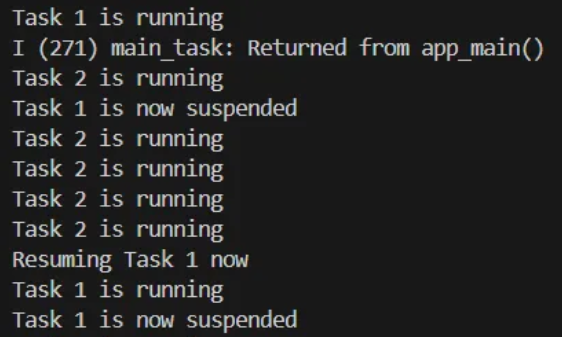 Task 1 is running
I (271) main_task: Returned from app_main()
Task 2 is running
Task 1 is now suspended
Task 2 is running
Task 2 is running
Task 2 is running
Task 2 is running
Resuming Task 1 now
Task 1 is running
Task 1 is now suspended